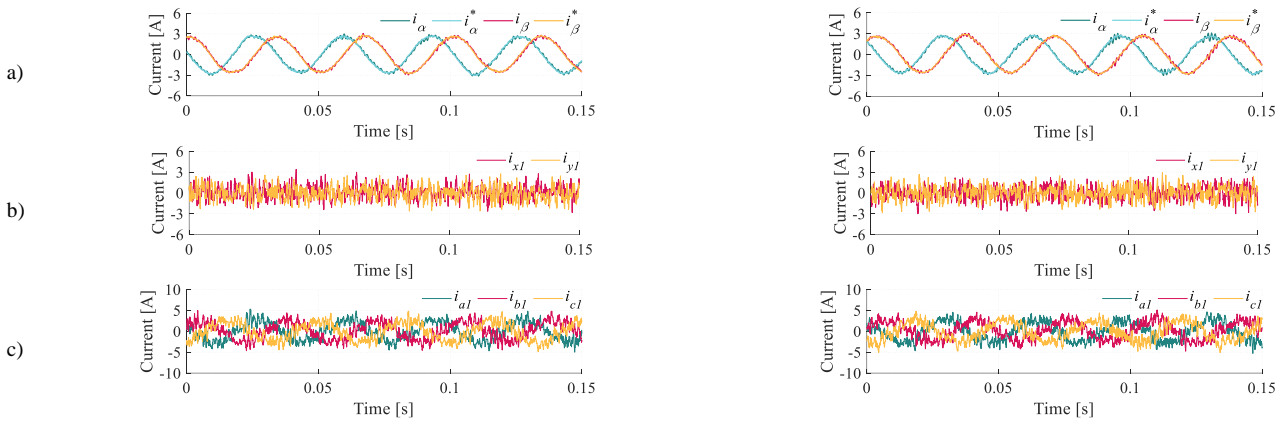 a)
Current [A]
6
3
0
-3
-6
i_α i_α^* i_β i_β^*
0 0.05 0.1 0.15
Time [s]
Current [A]
6
3
0
-3
-6
i_α i_α^* i_β i_β^*
0 0.05 0.1 0.15
Time [s]
b)
Current [A]
6
3
0
-3
-6
i_x1 i_y1
0 0.05 0.1 0.15
Time [s]
Current [A]
6
3
0
-3
-6
i_x1 i_y1
0 0.05 0.1 0.15
Time [s]
c)
Current [A]
10
5
0
-5
-10
i_a1 i_b1 i_c1
0 0.05 0.1 0.15
Time [s]
Current [A]
10
5
0
-5
-10
i_a1 i_b1 i_c1
0 0.05 0.1 0.15
Time [s]